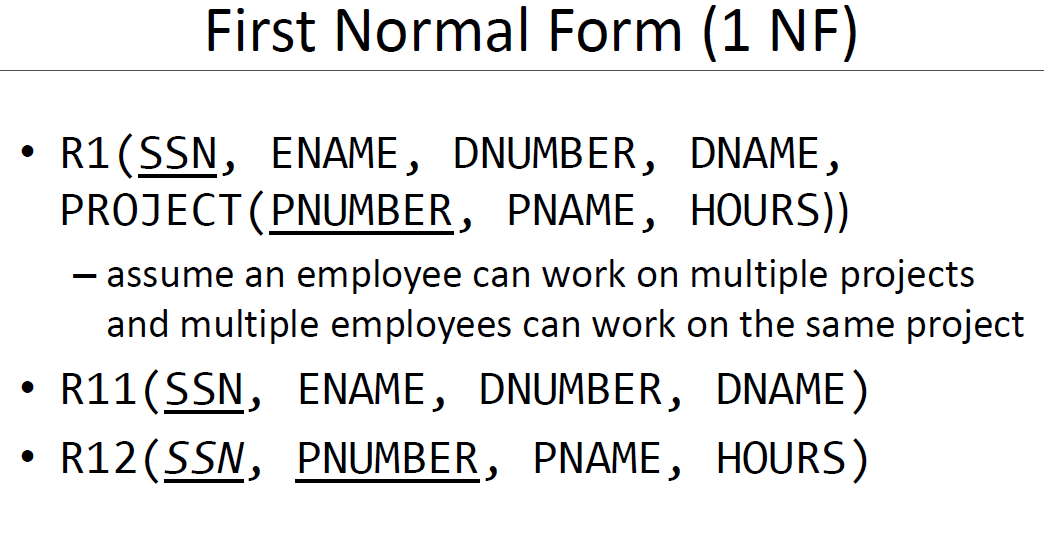 First Normal Form (1 NF)
• R1(SSN, ENAME, DNUMBER, DNAME,
PROJECT(PNUMBER, PNAME, HOURS))
– assume an employee can work on multiple projects
and multiple employees can work on the same project
• R11(SSN, ENAME, DNUMBER, DNAME)
• R12(SSN, PNUMBER, PNAME, HOURS)